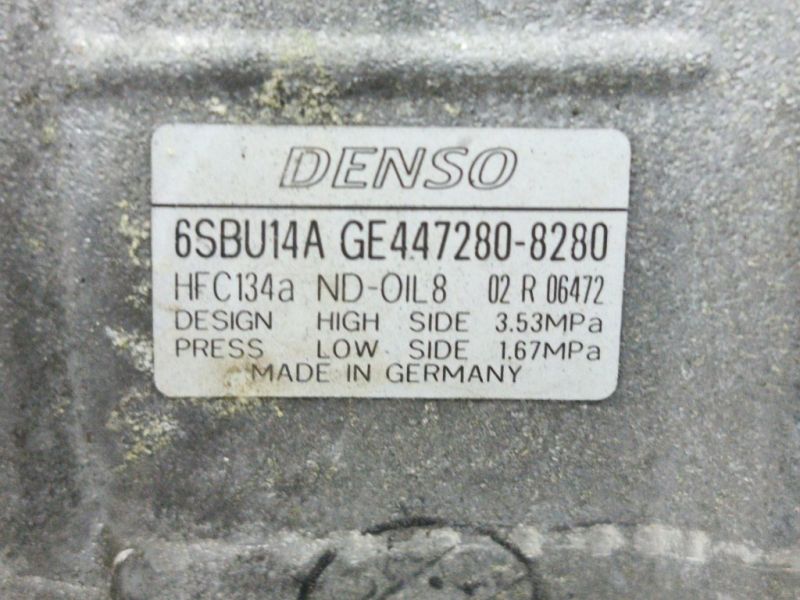 DENSO
6SBU14A GE447280-8280
HFC134a ND-OIL8 02 R 06472
DESIGN HIGH SIDE 3.53MPa
PRESS LOW SIDE 1.67MPa
MADE IN GERMANY